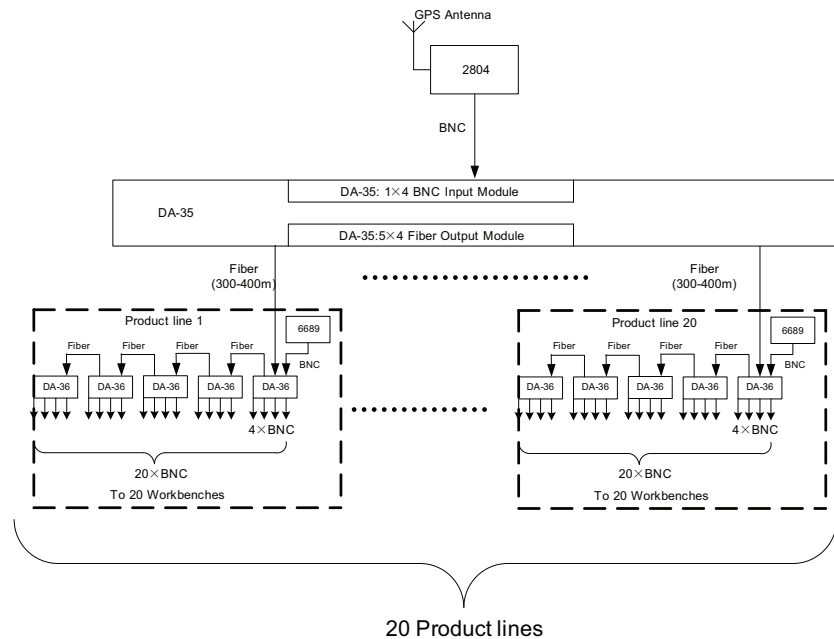 GPS Antenna
2804
BNC
DA-35: 1×4 BNC Input Module
DA-35
DA-35:5×4 Fiber Output Module
Fiber
(300-400m)
Fiber
(300-400m)
Product line 1
6689
Fiber
Fiber
Fiber
Fiber
BNC
DA-36
DA-36
DA-36
DA-36
DA-36
4×BNC
20×BNC
To 20 Workbenches
Product line 20
6689
Fiber
Fiber
Fiber
Fiber
BNC
DA-36
DA-36
DA-36
DA-36
DA-36
4×BNC
20×BNC
To 20 Workbenches
20 Product lines